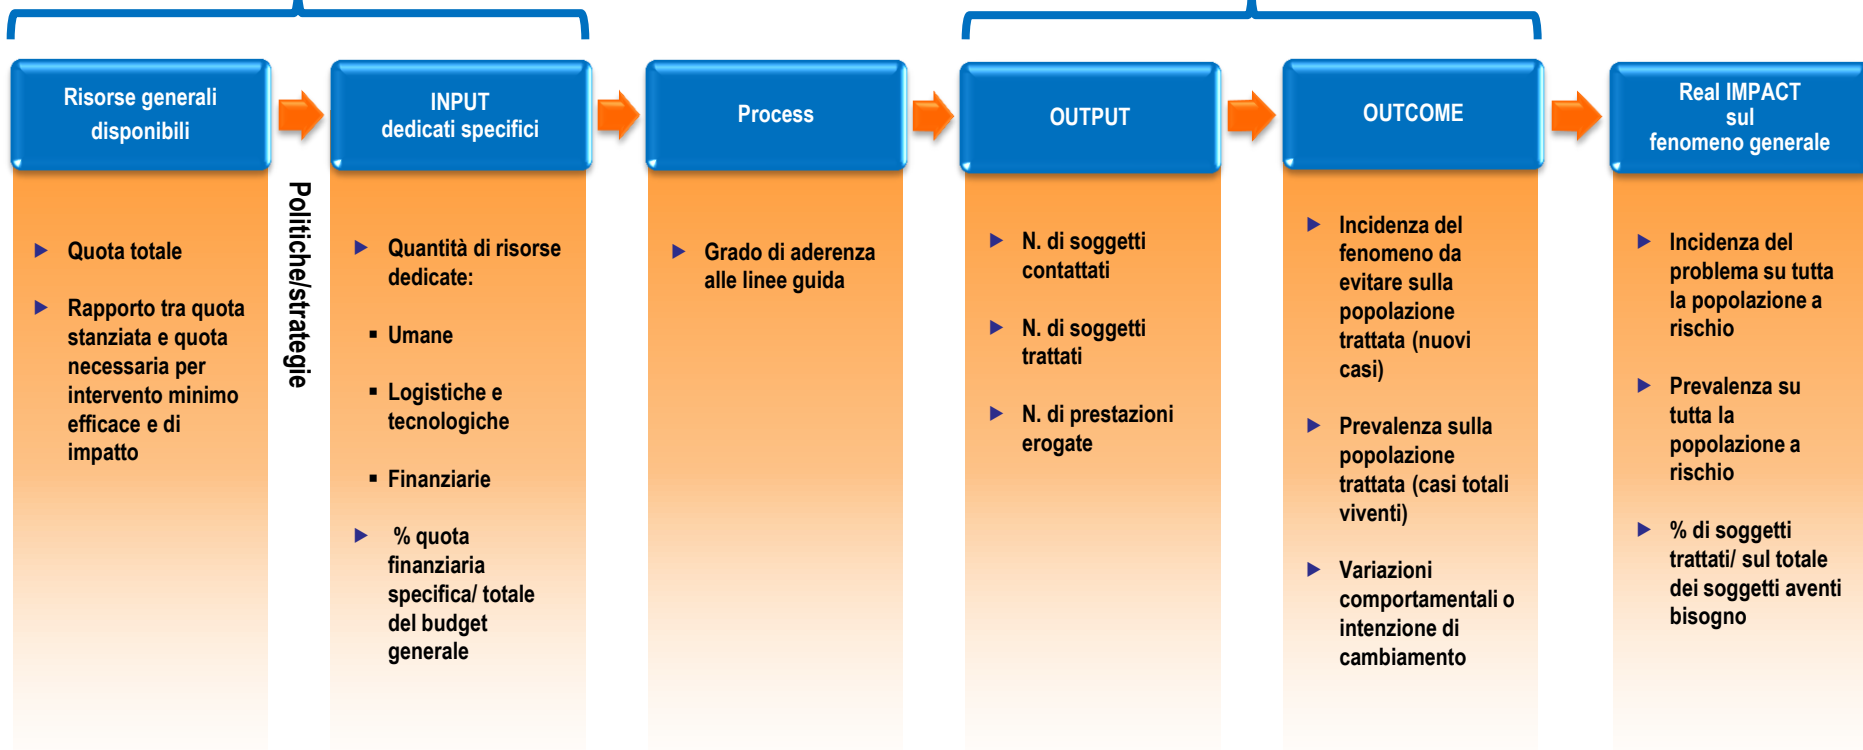 Risorse generali
disponibili
Quota totale
Rapporto tra quota
stanziata e quota
necessaria per
intervento minimo
efficace e di
impatto
Politiche/strategie
INPUT
dedicati specifici
Quantità di risorse
dedicate:
Umane
Logistiche e
tecnologiche
Finanziarie
% quota
finanziaria
specifica/ totale
del budget
generale
Process
Grado di aderenza
alle linee guida
OUTPUT
N. di soggetti
contattati
N. di soggetti
trattati
N. di prestazioni
erogate
OUTCOME
Incidenza del
fenomeno da
evitare sulla
popolazione
trattata (nuovi
casi)
Prevalenza sulla
popolazione
trattata (casi totali
viventi)
Variazioni
comportamentali o
intenzione di
cambiamento
Real IMPACT
sul
fenomeno generale
Incidenza del
problema su tutta
la popolazione a
rischio
Prevalenza su
tutta la
popolazione a
rischio
% di soggetti
trattati/ sul totale
dei soggetti aventi
bisogno